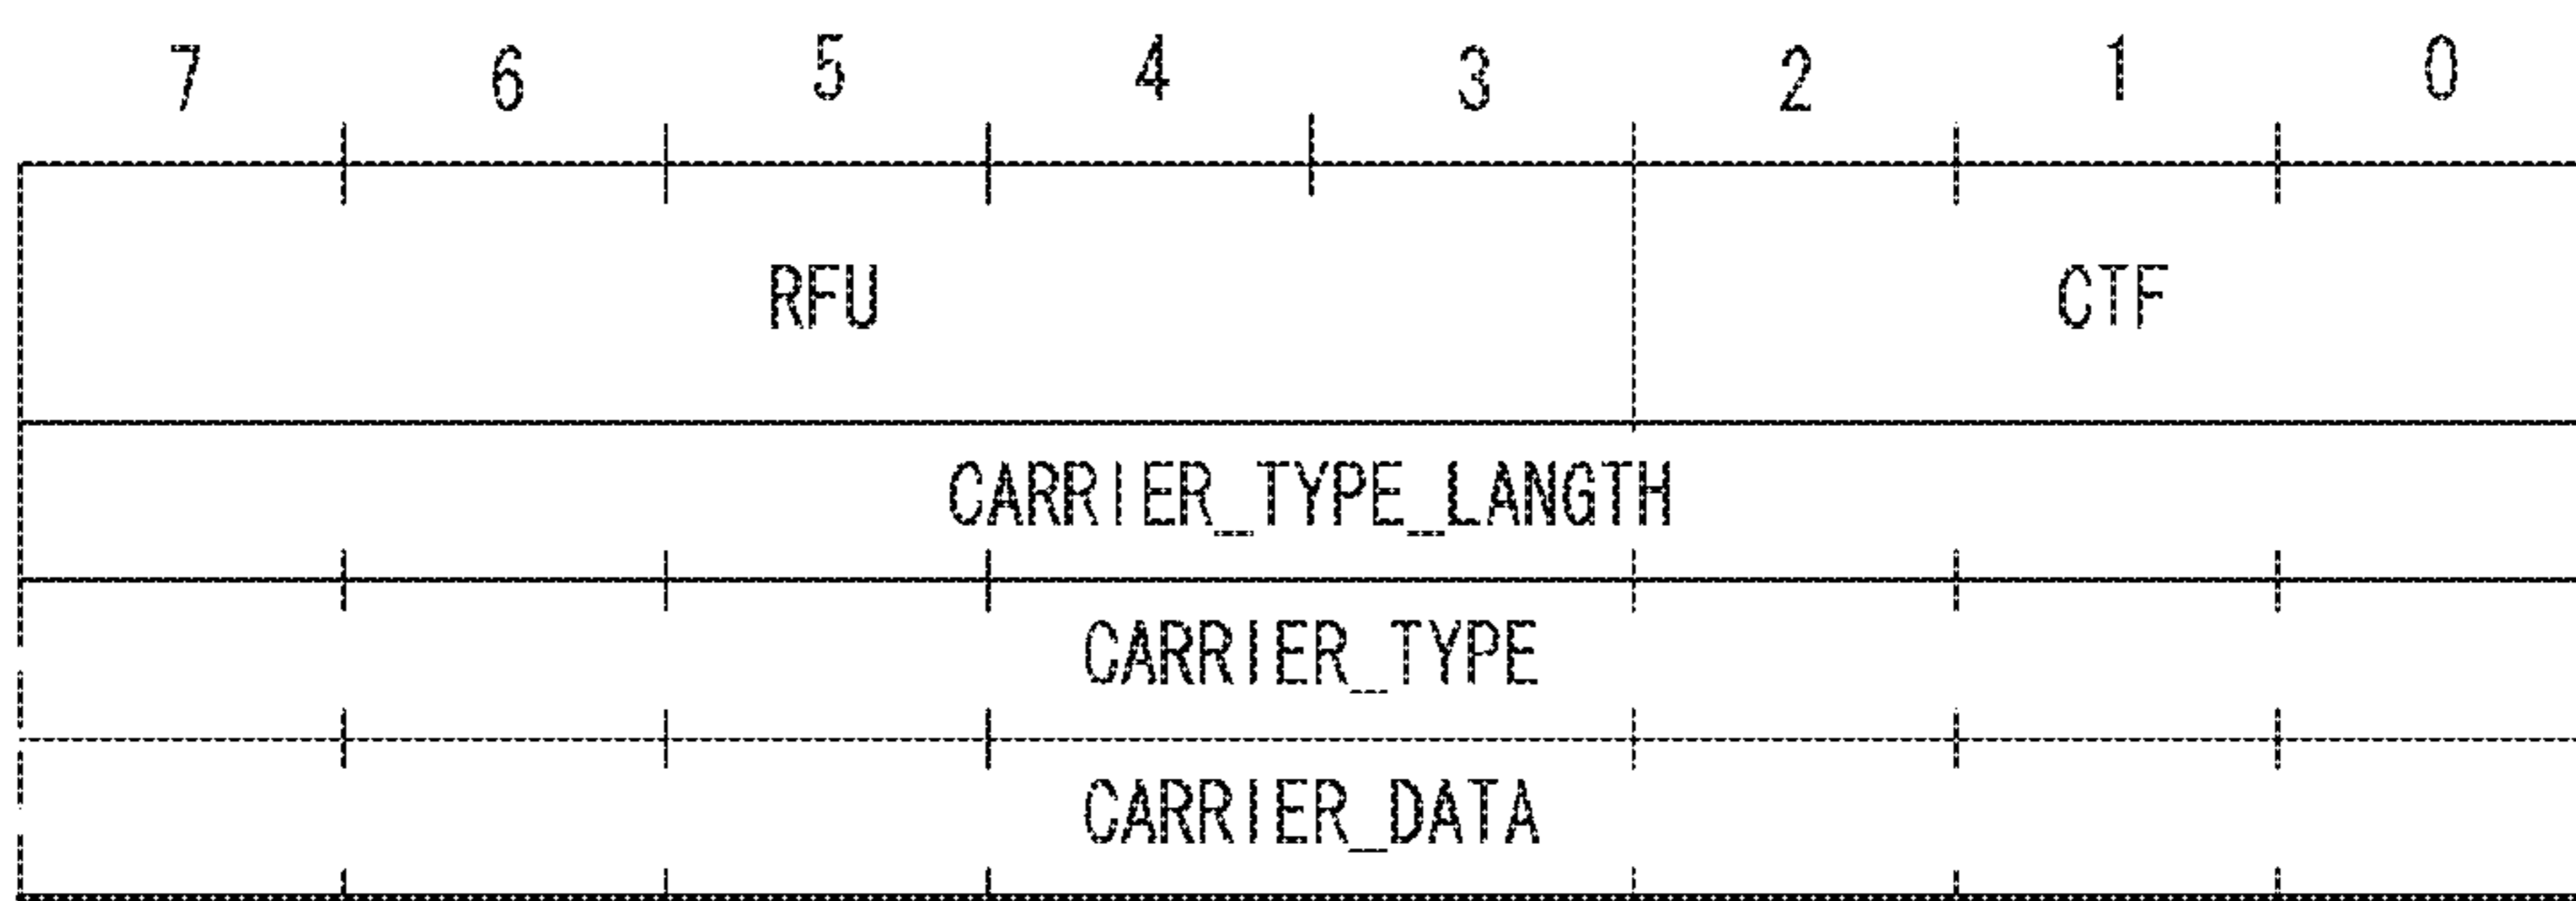 7 6 5 4 3 2 1 0
RFU CTF
CARRIER_TYPE_LANGTH
CARRIER_TYPE
CARRIER_DATA